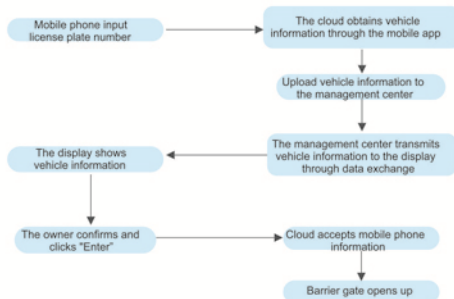 Mobile phone input
license plate number
The cloud obtains vehicle
information through the mobile app
Upload vehicle information to
the management center
The management center transmits
vehicle information to the display
through data exchange
The display shows
vehicle information
The owner confirms and
clicks "Enter"
Cloud accepts mobile phone
information
Barrier gate opens up